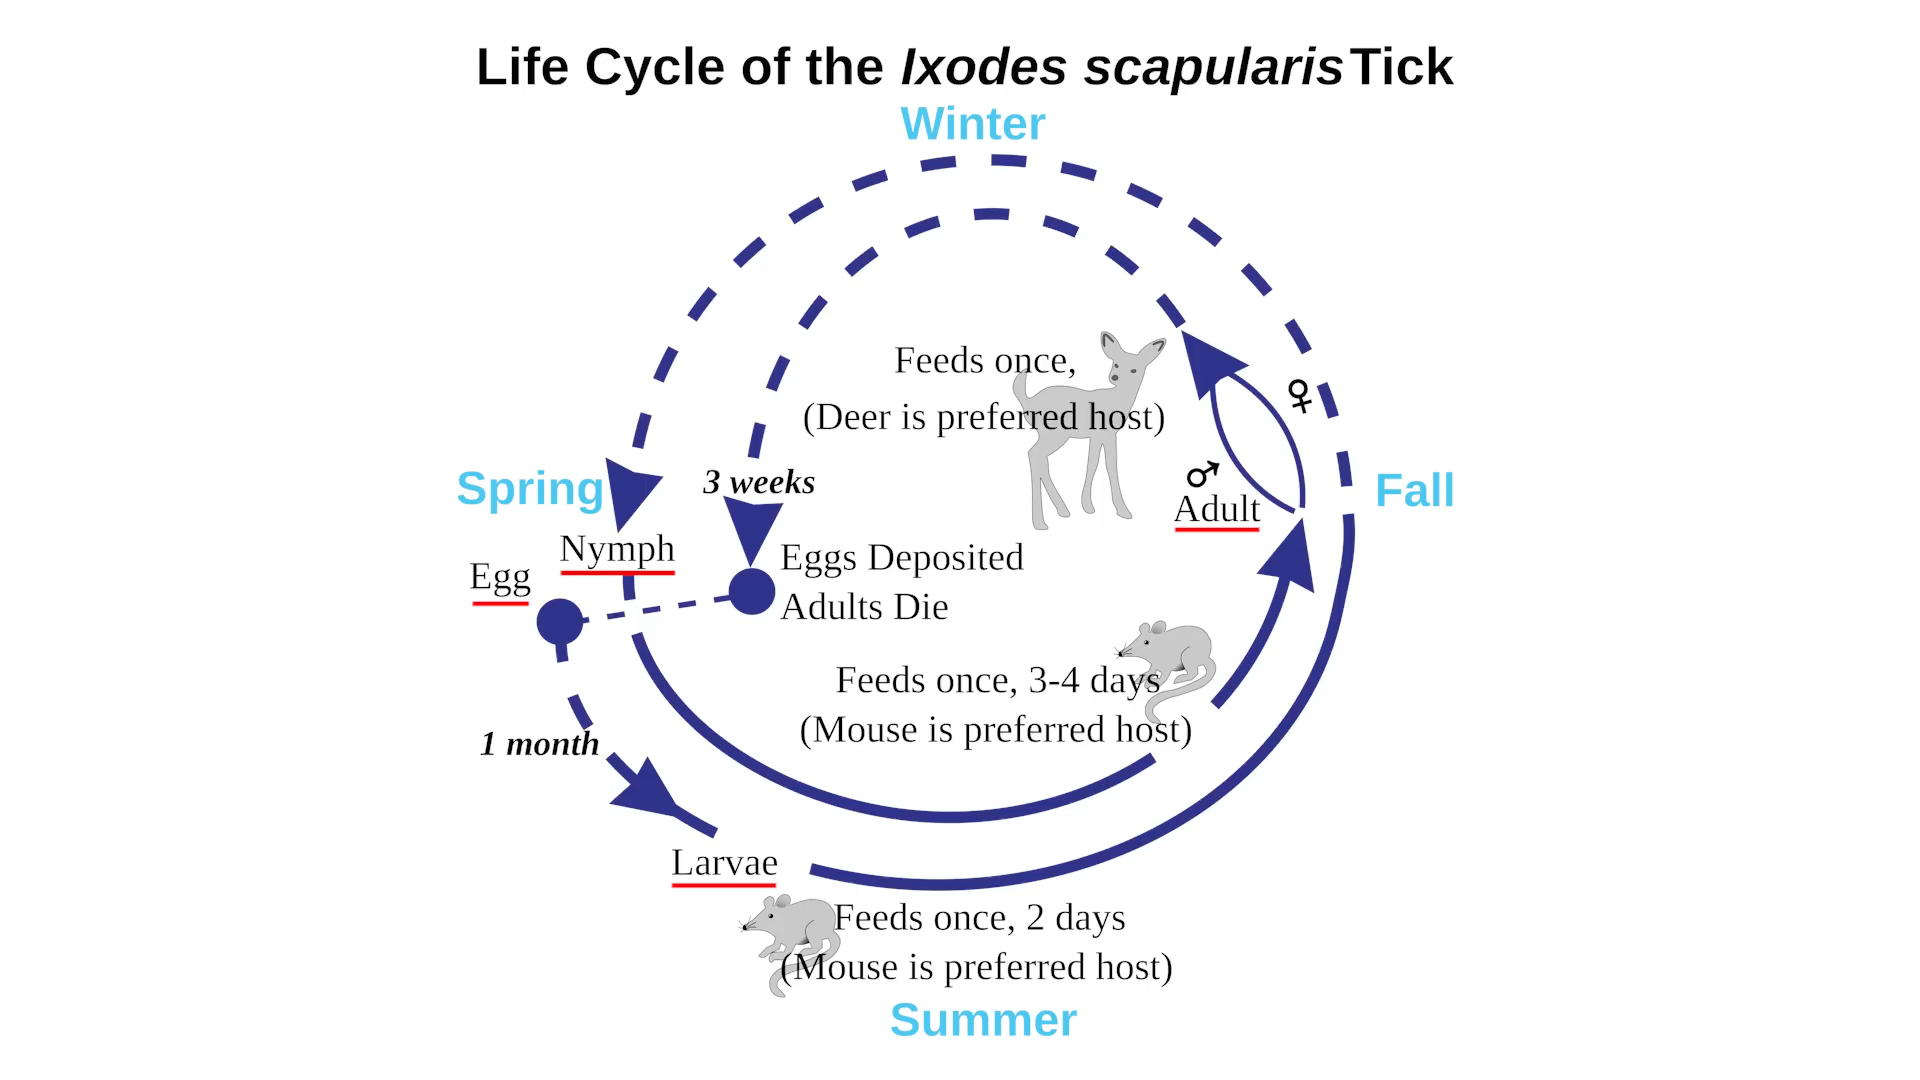 Life Cycle of the Ixodes scapularis Tick
Winter
Feeds once,
(Deer is preferred host)
♀
Spring
3 weeks
♂
Adult
Fall
Nymph
Egg
Eggs Deposited
Adults Die
Feeds once, 3-4 days
(Mouse is preferred host)
1 month
Larvae
Feeds once, 2 days
(Mouse is preferred host)
Summer